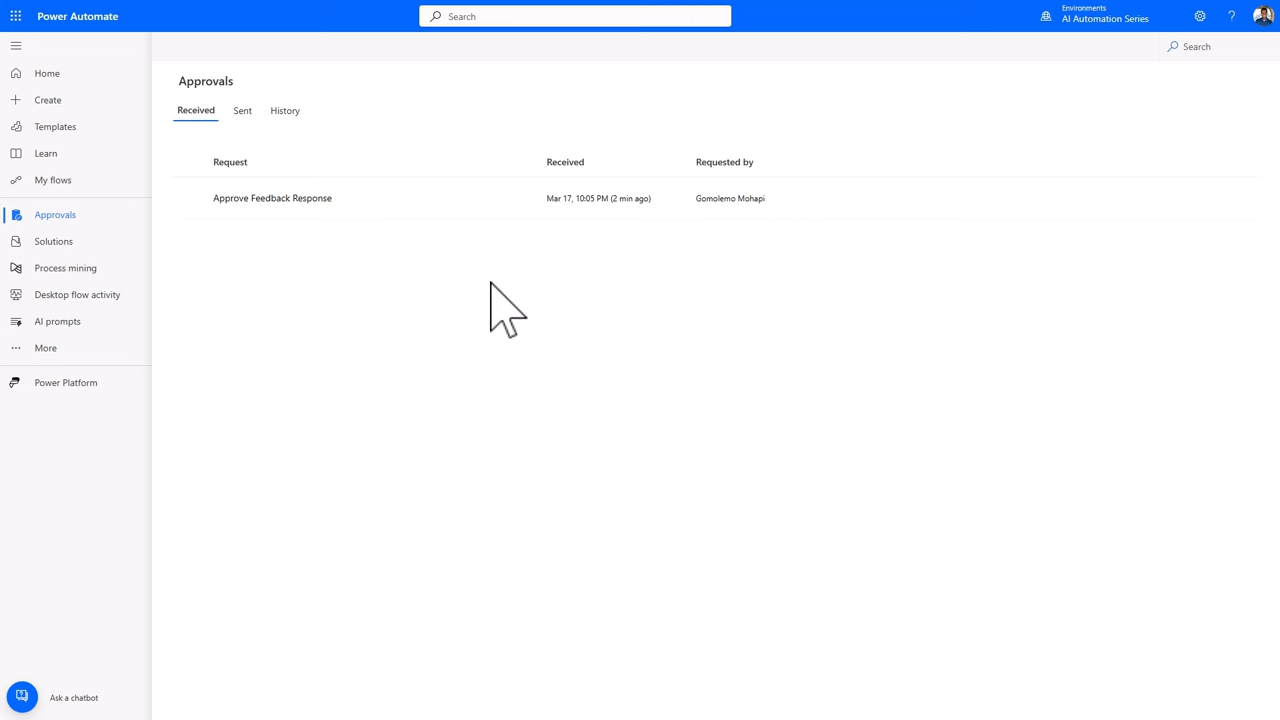 Power Automate
Search
Environments
AI Automation Series
?
Search
Home
Create
Templates
Learn
My flows
Approvals
Solutions
Process mining
Desktop flow activity
AI prompts
More
Power Platform
Ask a chatbot
Approvals
Received Sent History
Request Received Requested by
Approve Feedback Response Mar 17, 10:05 PM (2 min ago) Gomolemo Mohapi